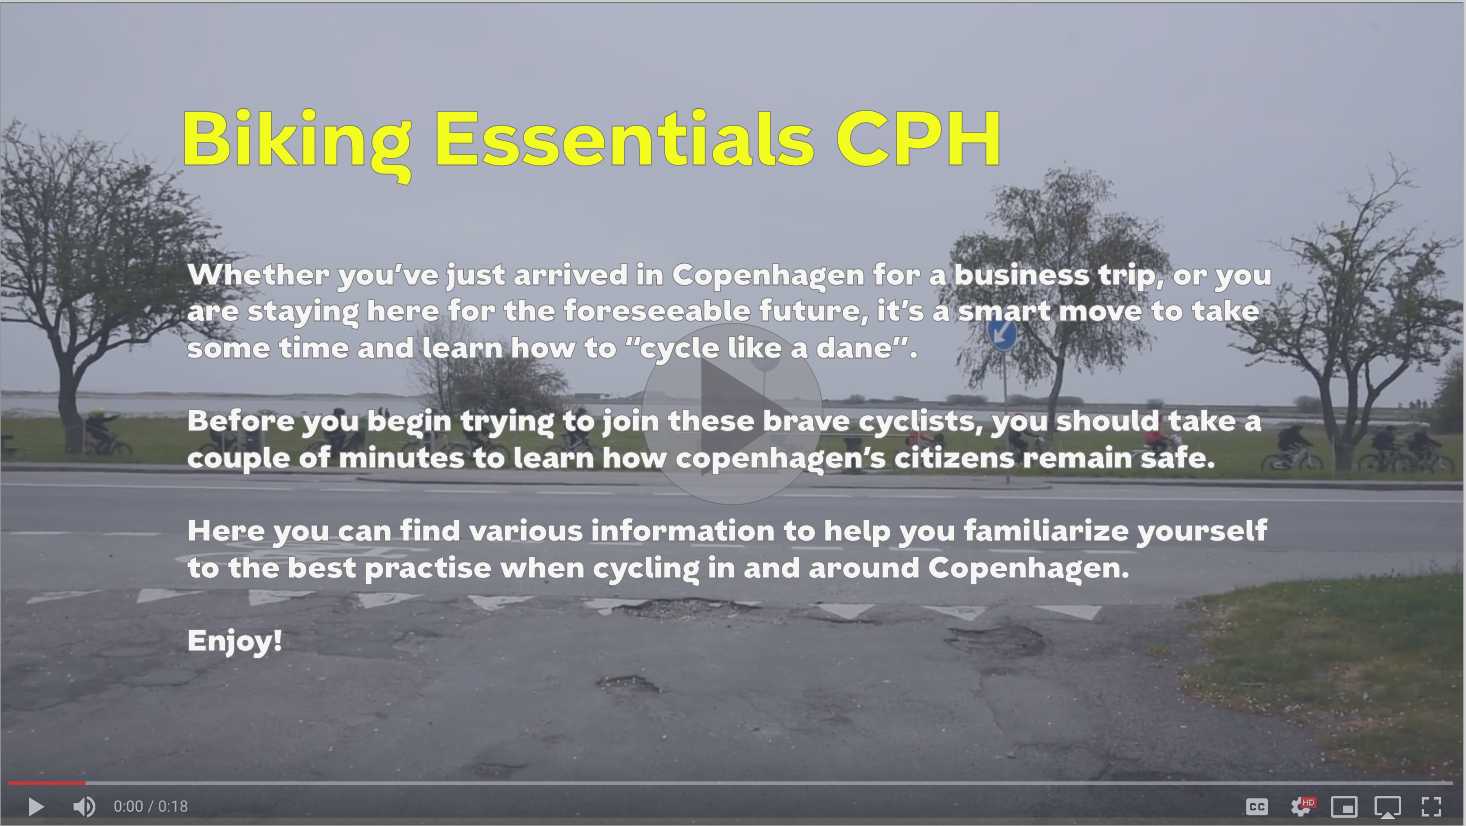 Biking Essentials CPH
Whether you’ve just arrived in Copenhagen for a business trip, or you
are staying here for the foreseeable future, it’s a smart move to take
some time and learn how to “cycle like a dane”.
Before you begin trying to join these brave cyclists, you should take a
couple of minutes to learn how copenhagen’s citizens remain safe.
Here you can find various information to help you familiarize yourself
to the best practise when cycling in and around Copenhagen.
Enjoy!
0:00 / 0:18
CC
HD